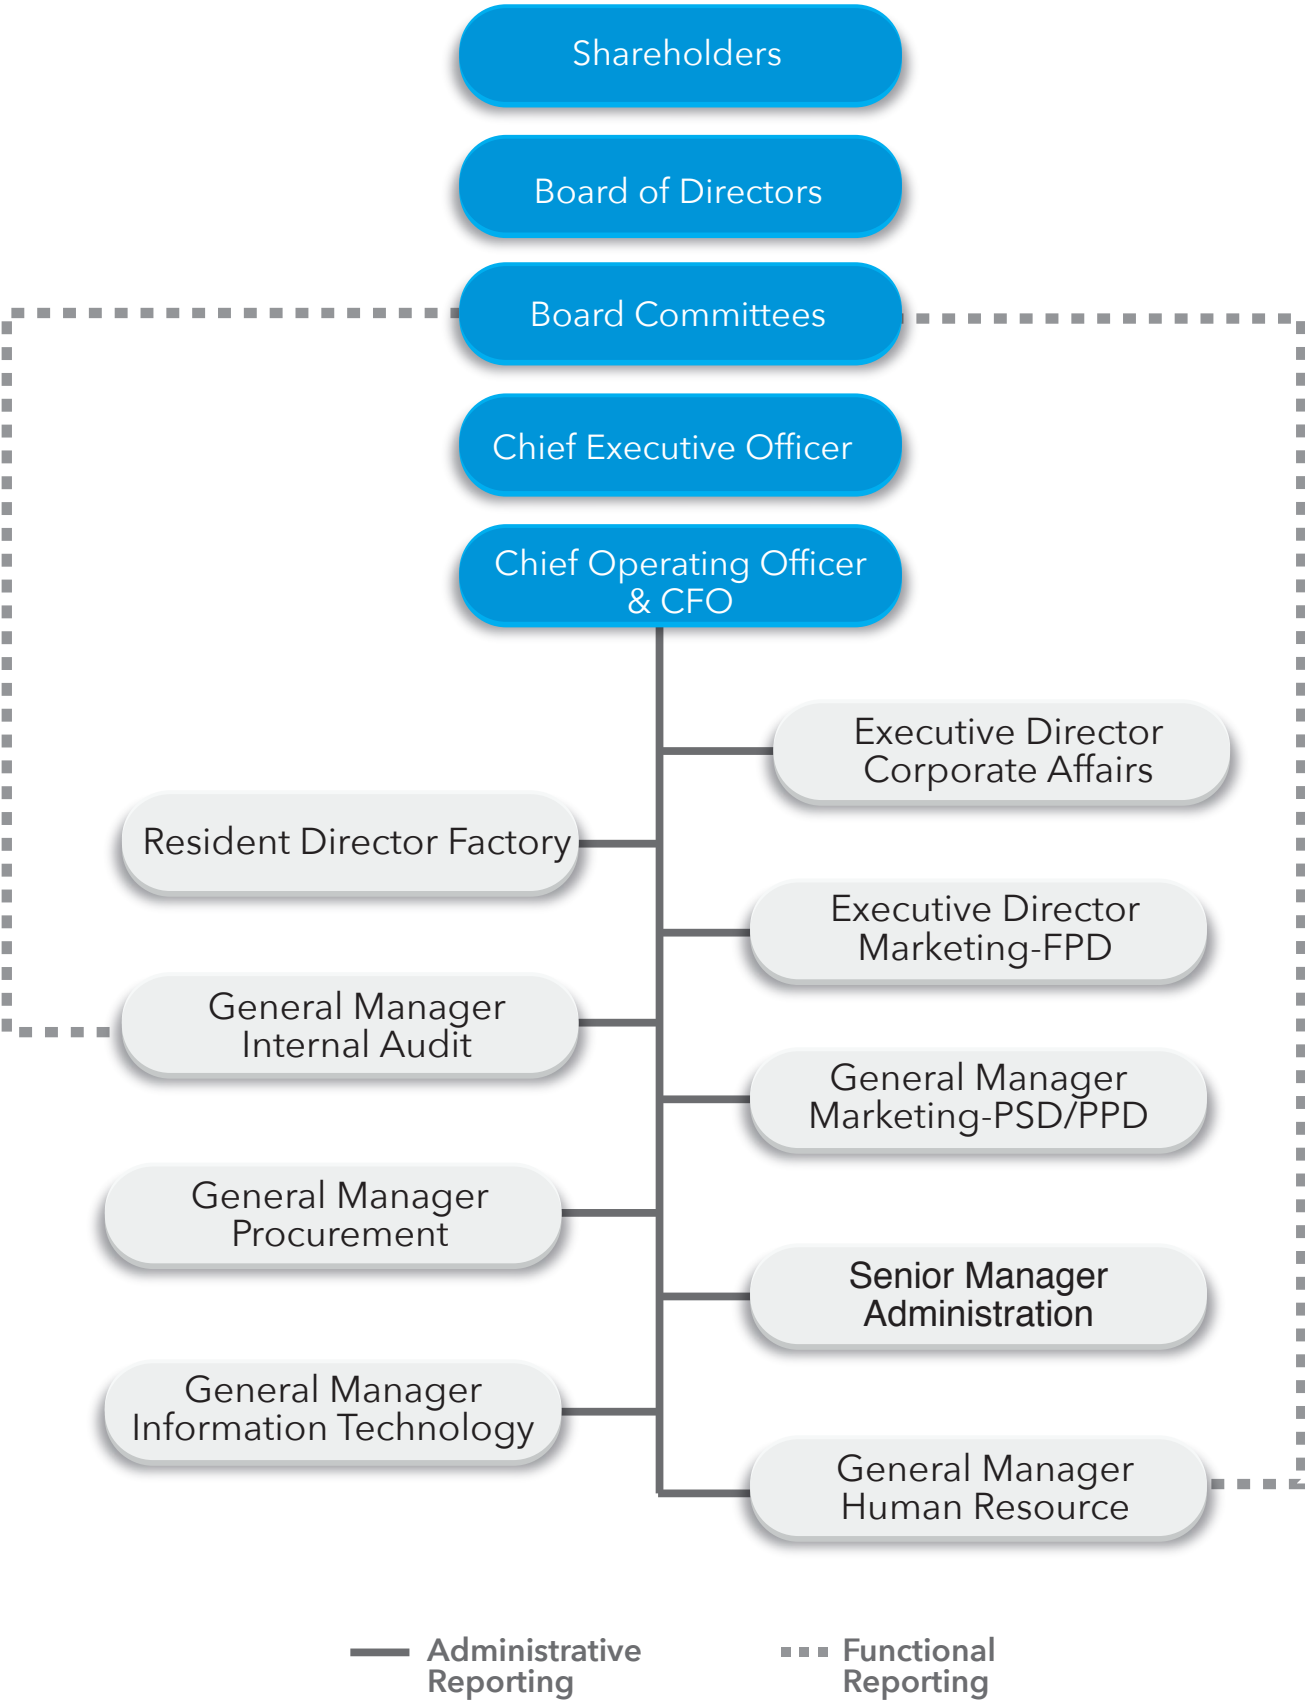 Shareholders
Board of Directors
Board Committees
Chief Executive Officer
Chief Operating Officer
& CFO
Executive Director
Corporate Affairs
Resident Director Factory
Executive Director
Marketing-FPD
General Manager
Internal Audit
General Manager
Marketing-PSD/PPD
General Manager
Procurement
Senior Manager
Administration
General Manager
Information Technology
General Manager
Human Resource
Administrative
Reporting
Functional
Reporting